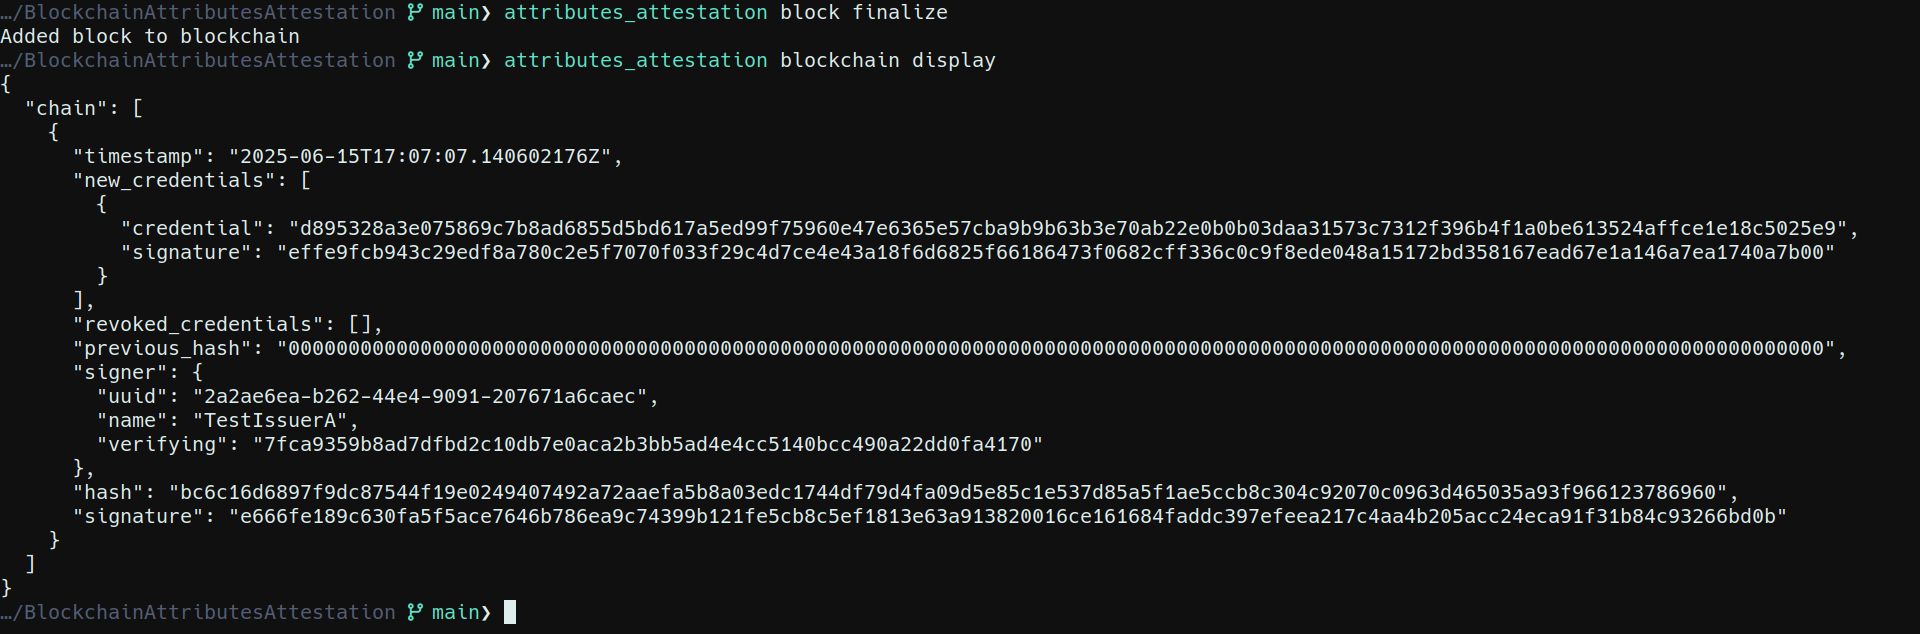 …/BlockchainAttributesAttestation main❯ attributes_attestation block finalize
Added block to blockchain
…/BlockchainAttributesAttestation main❯ attributes_attestation blockchain display
{
  "chain": [
    {
      "timestamp": "2025-06-15T17:07:07.140602176Z",
      "new_credentials": [
        {
          "credential": "d895328a3e075869c7b8ad6855d5bd617a5ed99f75960e47e6365e57cba9b9b63b3e70ab22e0b0b03daa31573c7312f396b4f1a0be613524affce1e18c5025e9",
          "signature": "effe9fcb943c29edf8a780c2e5f7070f033f29c4d7ce4e43a18f6d6825f66186473f0682cff336c0c9f8ede048a15172bd358167ead67e1a146a7ea1740a7b00"
        }
      ],
      "revoked_credentials": [],
      "previous_hash": "00000000000000000000000000000000000000000000000000000000000000000000000000000000000000000000000000000000000000000000000000000000",
      "signer": {
        "uuid": "2a2ae6ea-b262-44e4-9091-207671a6caec",
        "name": "TestIssuerA",
        "verifying": "7fca9359b8ad7dfbd2c10db7e0aca2b3bb5ad4e4cc5140bcc490a22dd0fa4170"
      },
      "hash": "bc6c16d6897f9dc87544f19e0249407492a72aaefa5b8a03edc1744df79d4fa09d5e85c1e537d85a5f1ae5ccb8c304c92070c0963d465035a93f966123786960",
      "signature": "e666fe189c630fa5f5ace7646b786ea9c74399b121fe5cb8c5ef1813e63a913820016ce161684faddc397efeea217c4aa4b205acc24eca91f31b84c93266bd0b"
    }
  ]
}
…/BlockchainAttributesAttestation main❯